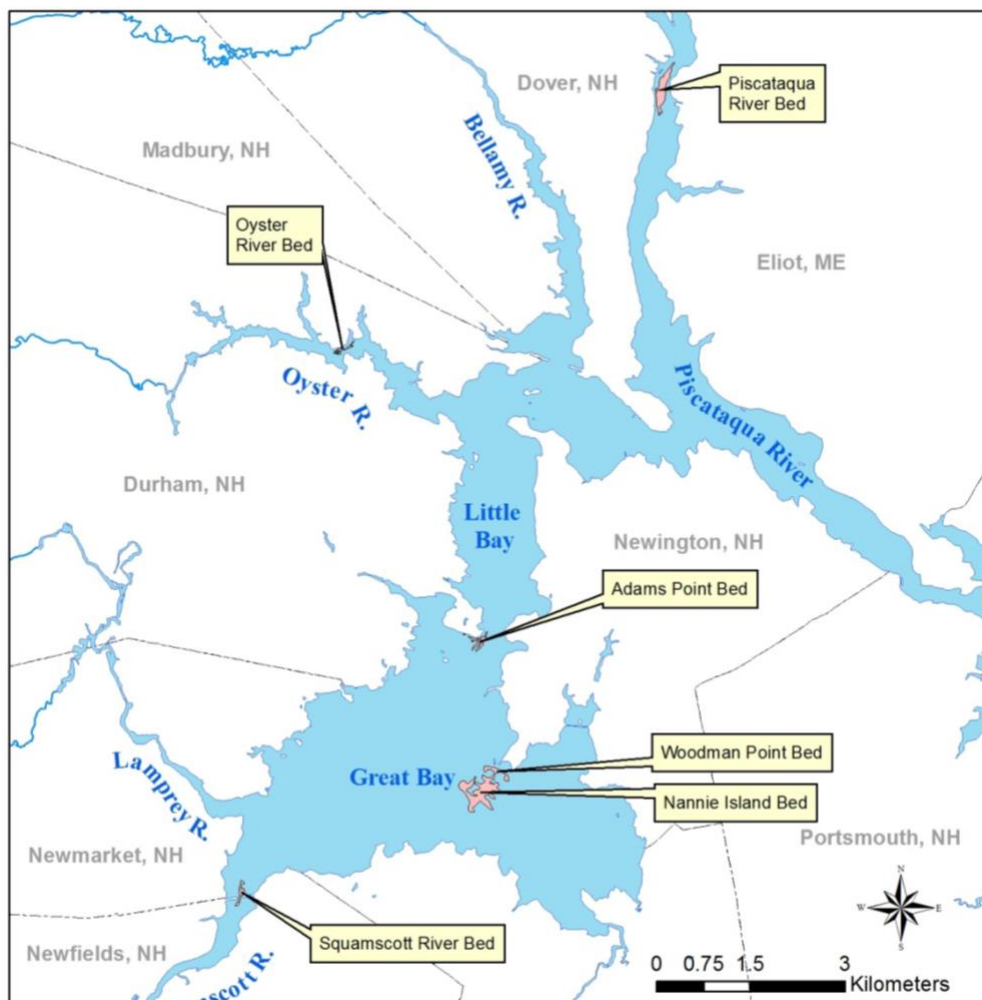 Dover, NH
Piscataqua
River Bed
Bellamy R.
Madbury, NH
Oyster
River Bed
Eliot, ME
Oyster R.
Piscataqua River
Durham, NH
Little
Bay
Newington, NH
Adams Point Bed
Woodman Point Bed
Great Bay
Nannie Island Bed
Lamprey R.
Portsmouth, NH
Newmarket, NH
N
W
E
S
Squamscott River Bed
Newfields, NH
scott R.
0 0.75 1.5 3
Kilometers